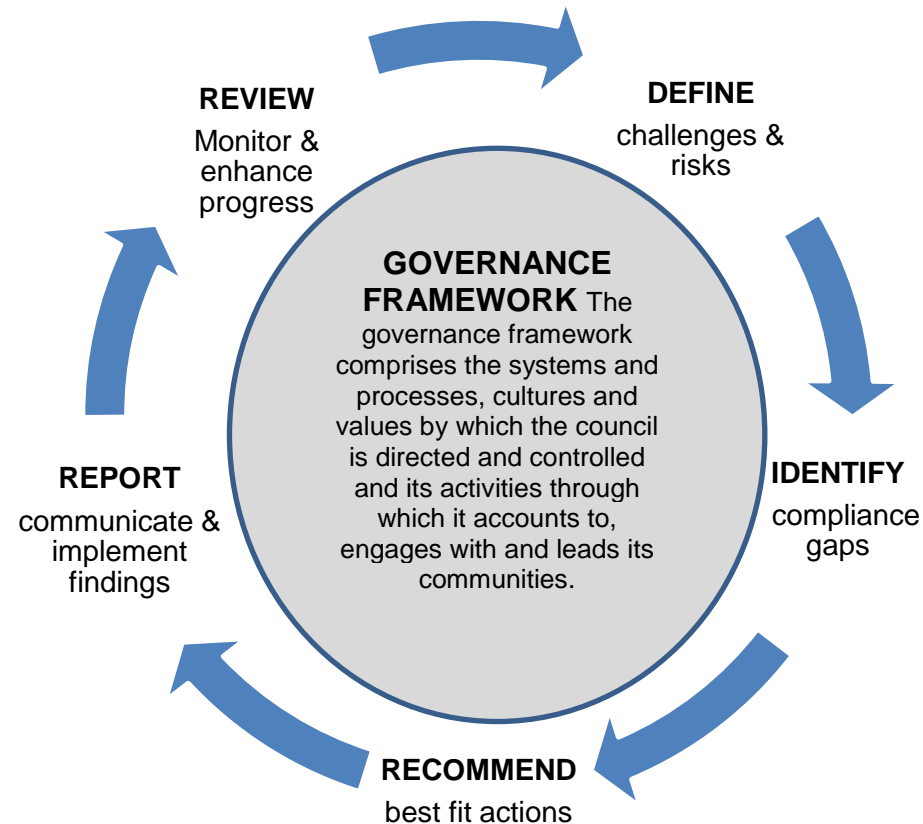 REVIEW
Monitor &
enhance
progress
DEFINE
challenges &
risks
GOVERNANCE
FRAMEWORK The
governance framework
comprises the systems and
processes, cultures and
values by which the council
is directed and controlled
and its activities through
which it accounts to,
engages with and leads its
communities.
IDENTIFY
compliance
gaps
REPORT
communicate &
implement
findings
RECOMMEND
best fit actions